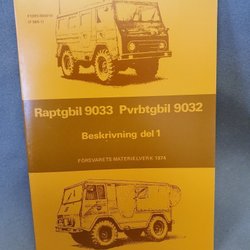 Raptgbil 9033 Pvrbtgbil 9032
Beskrivning del 1
FÖRSVARETS MATERIELVERK 1974